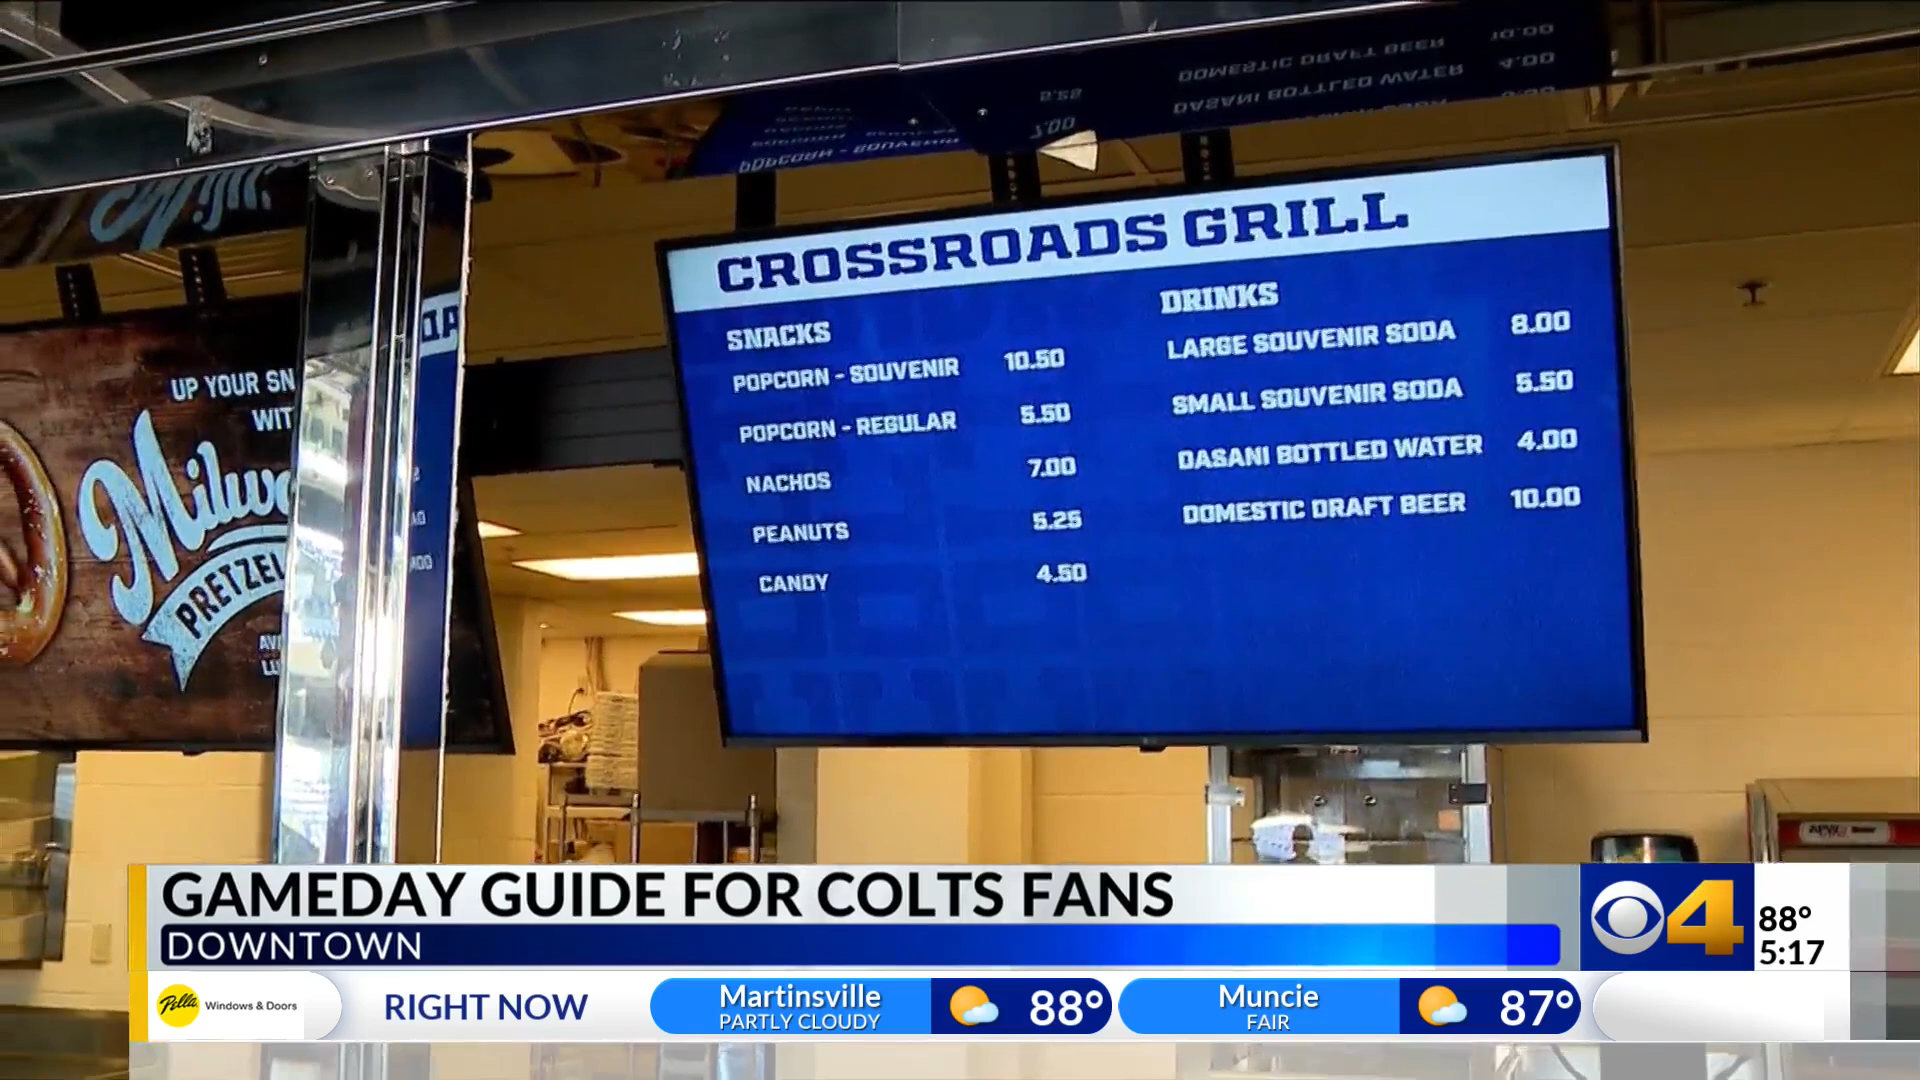 CROSSROADS GRILL
SNACKS
POPCORN - SOUVENIR 10.50
POPCORN - REGULAR 5.50
NACHOS 7.00
PEANUTS 5.25
CANDY 4.50
DRINKS
LARGE SOUVENIR SODA 8.00
SMALL SOUVENIR SODA 5.50
DASANI BOTTLED WATER 4.00
DOMESTIC DRAFT BEER 10.00
UP YOUR SN
WIT
Milw
PRETZEL
GAMEDAY GUIDE FOR COLTS FANS
DOWNTOWN
4
88°
5:17
Pella Windows & Doors
RIGHT NOW
Martinsville
PARTLY CLOUDY
88°
Muncie
FAIR
87°